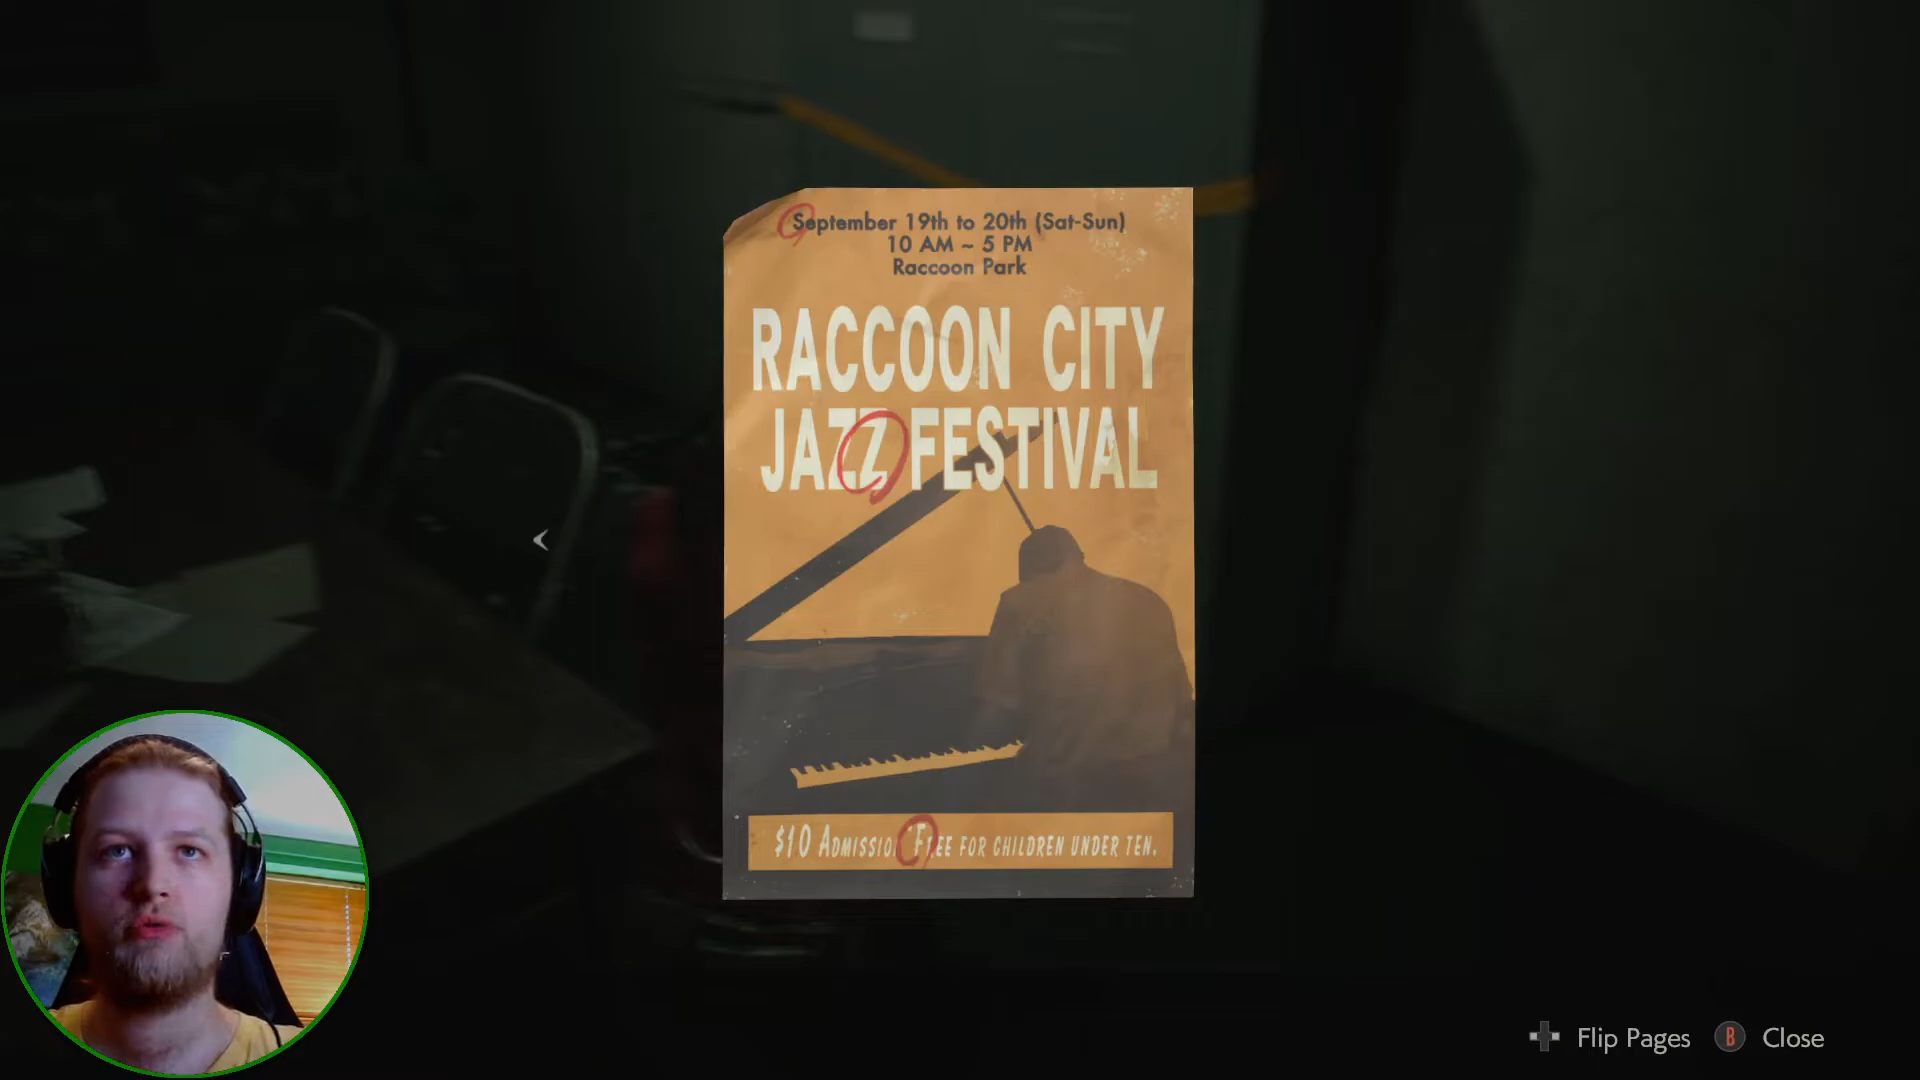 September 19th to 20th (Sat-Sun)
10 AM ~ 5 PM
Raccoon Park
RACCOON CITY
JAZZ FESTIVAL
$10 Admission Free for children under ten.
Flip Pages B Close